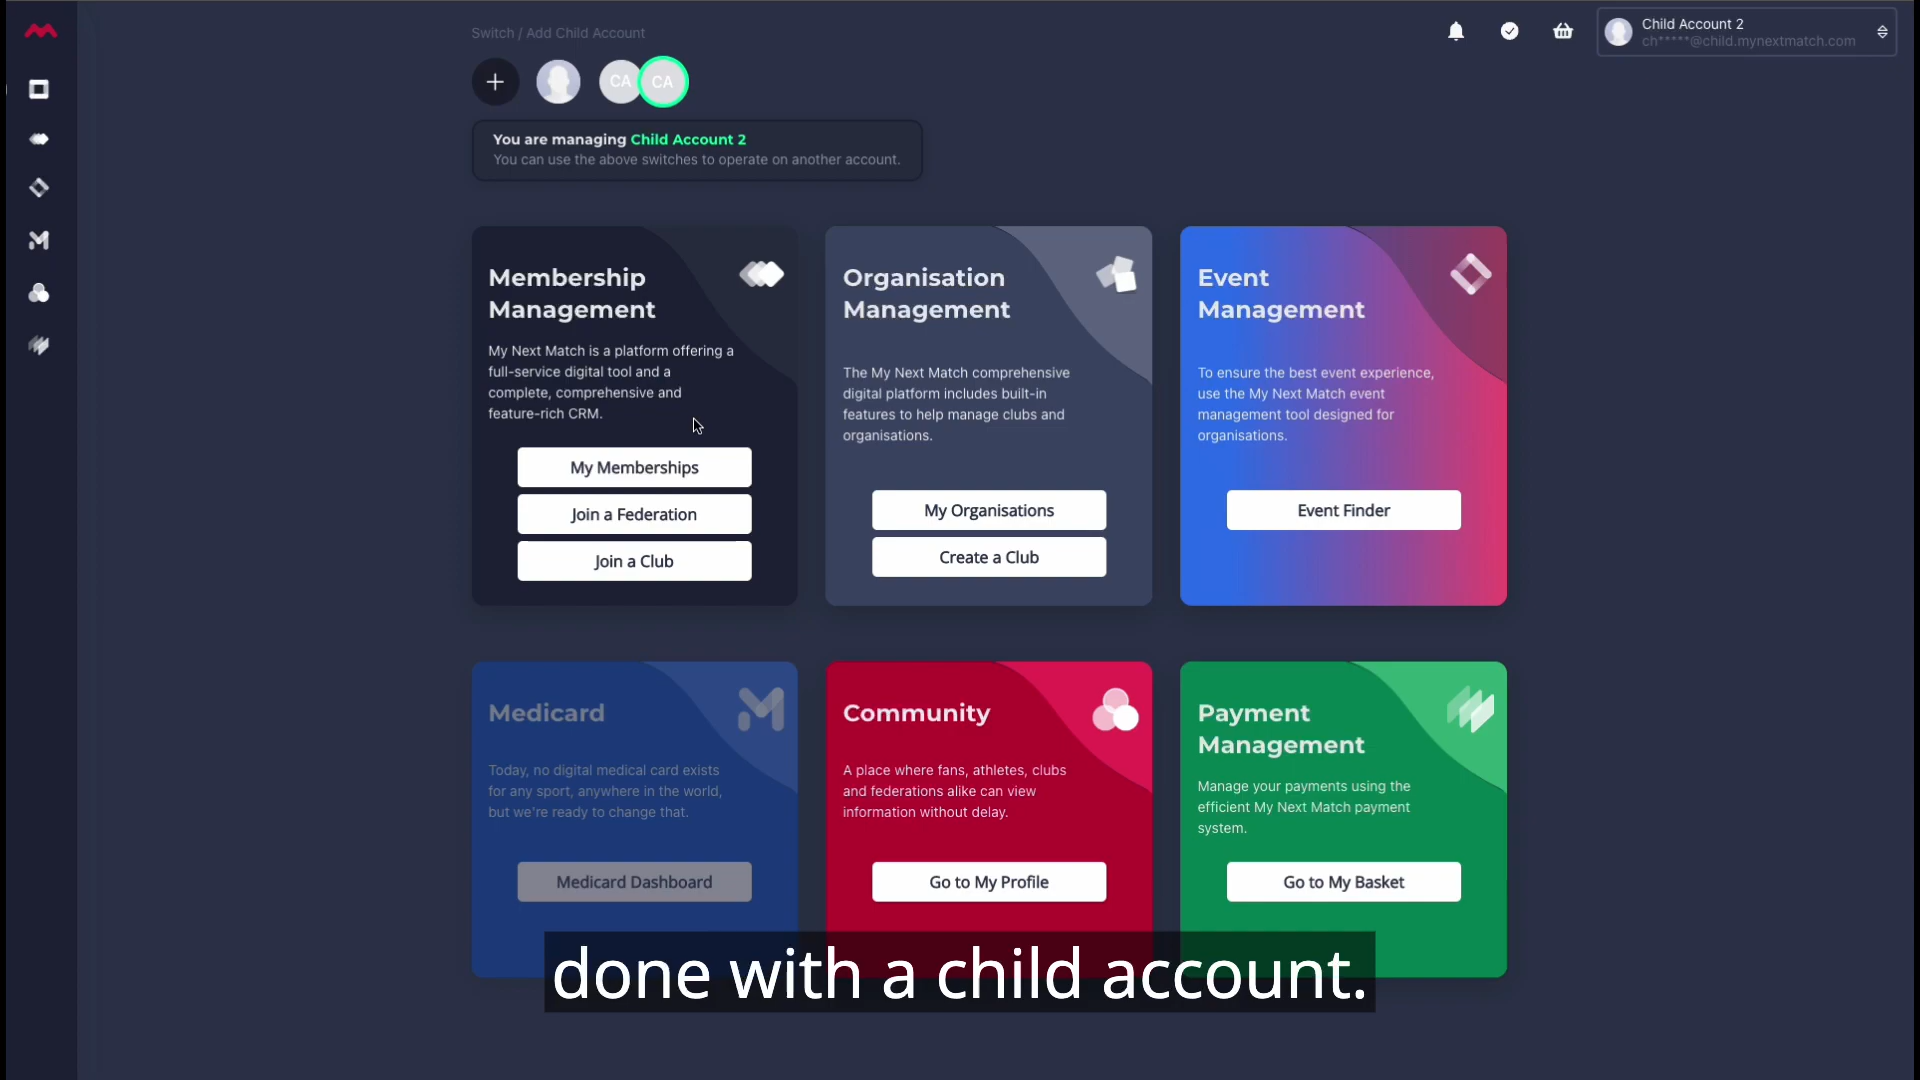 Switch / Add Child Account
Child Account 2
ch*****@child.mynextmatch.com
CA
CA
You are managing Child Account 2
You can use the above switches to operate on another account.
Membership
Management
My Next Match is a platform offering a
full-service digital tool and a
complete, comprehensive and
feature-rich CRM.
My Memberships
Join a Federation
Join a Club
Organisation
Management
The My Next Match comprehensive
digital platform includes built-in
features to help manage clubs and
organisations.
My Organisations
Create a Club
Event
Management
To ensure the best event experience,
use the My Next Match event
management tool designed for
organisations.
Event Finder
Medicard
Today, no digital medical card exists
for any sport, anywhere in the world,
but we're ready to change that.
Medicard Dashboard
Community
A place where fans, athletes, clubs
and federations alike can view
information without delay.
Go to My Profile
Payment
Management
Manage your payments using the
efficient My Next Match payment
system.
Go to My Basket
done with a child account.